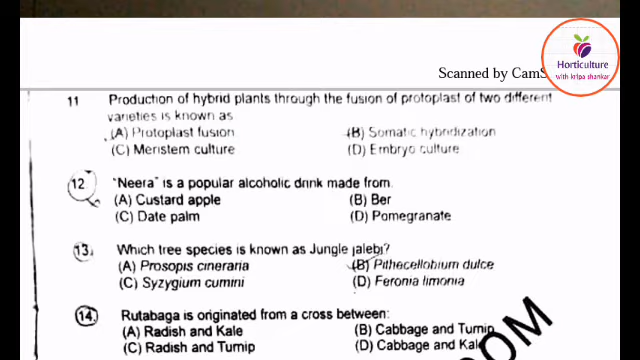 Scanned by CamS
Horticulture
with kripa shankar
11 Production of hybrid plants through the fusion of protoplast of two different
varieties is known as
(A) Protoplast fusion (B) Somatic hybridization
(C) Meristem culture (D) Embryo culture
12 "Neera" is a popular alcoholic drink made from.
(A) Custard apple (B) Ber
(C) Date palm (D) Pomegranate
13. Which tree species is known as Jungle jalebi?
(A) Prosopis cineraria (B) Pithecellobium dulce
(C) Syzygium cumini (D) Feronia limonia
14. Rutabaga is originated from a cross between:
(A) Radish and Kale (B) Cabbage and Turnip
(C) Radish and Turnip (D) Cabbage and Kal
OOM